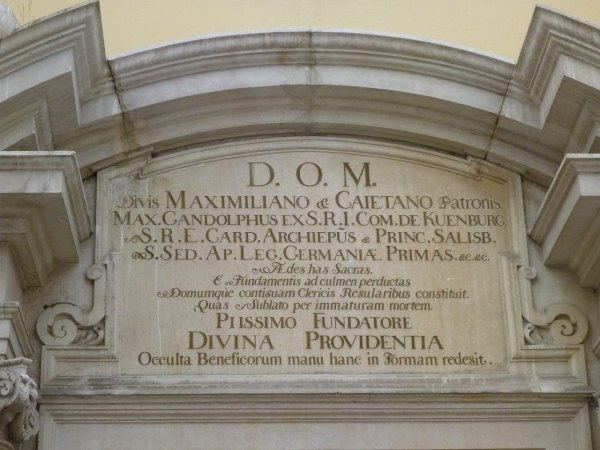 D. O. M.
Divis MAXIMILIANO & CAIETANO Patronis
MAX. GANDOLPHUS EX S. R. I. COM. DE KUENBURG
S. R. E. CARD. ARCHIEPUS & PRINC. SALISB.
S. SED. AP. LEG. GERMANIÆ PRIMAS. &c. &c.
Ædes has Sacras.
E Fundamentis ad culmen perductas
Domumque contiguam Clericis Regularibus constituit.
Quas Sublato per immaturam mortem.
PIISSIMO FUNDATORE
DIVINA PROVIDENTIA
Occulta Beneficorum manu hanc in Formam redegit.